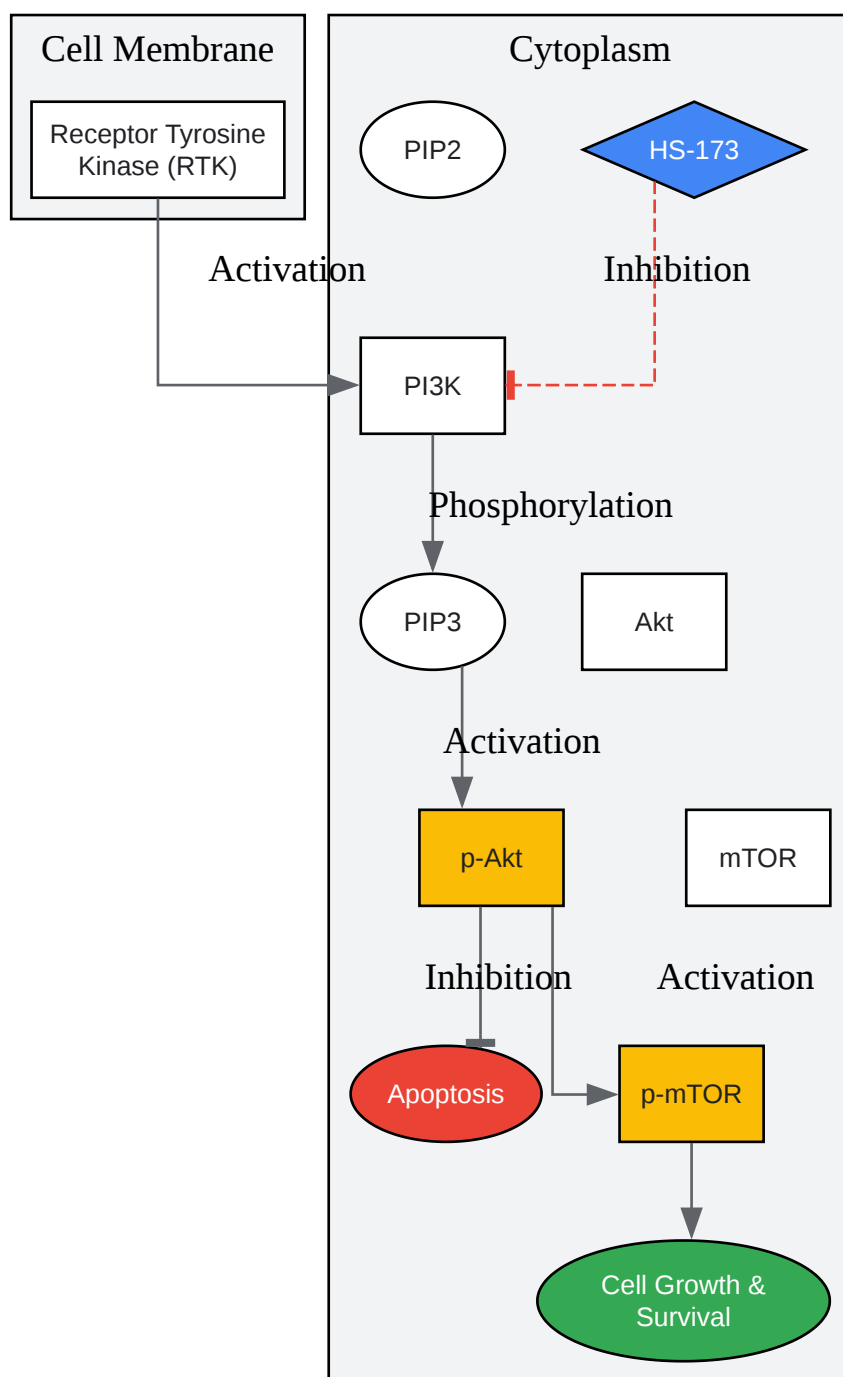 Cell Membrane
Cytoplasm
Receptor Tyrosine
Kinase (RTK)
PIP2
HS-173
Activation
Inhibition
PI3K
Phosphorylation
PIP3
Akt
Activation
p-Akt
mTOR
Inhibition
Activation
Apoptosis
p-mTOR
Cell Growth &
Survival